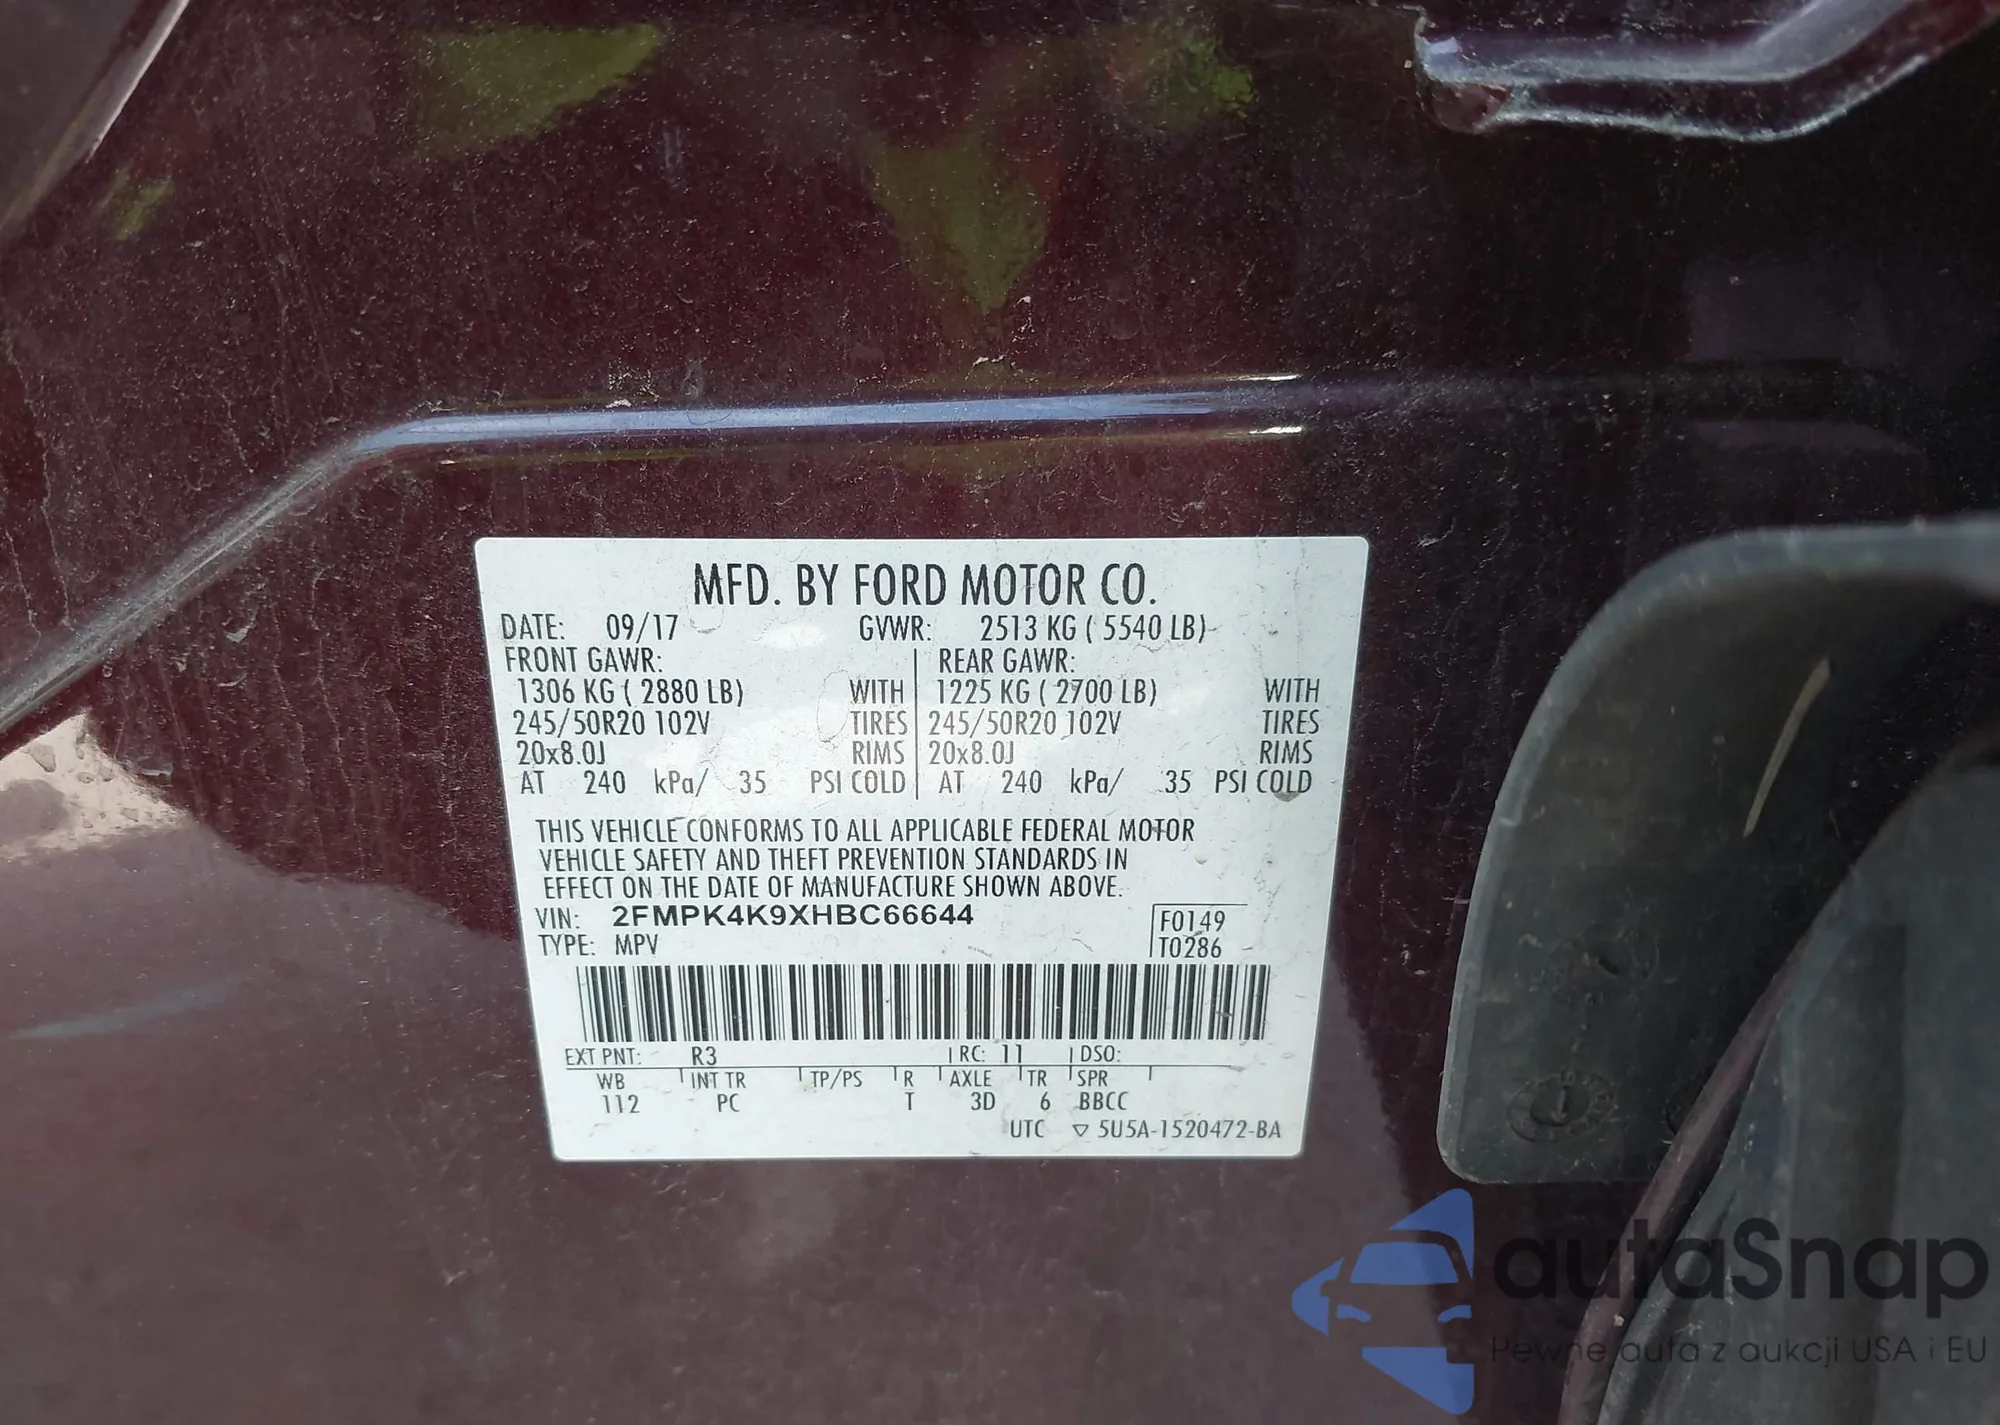 MFD. BY FORD MOTOR CO.
DATE: 09/17 GVWR: 2513 KG ( 5540 LB)
FRONT GAWR: REAR GAWR:
1306 KG ( 2880 LB) WITH 1225 KG ( 2700 LB) WITH
245/50R20 102V TIRES 245/50R20 102V TIRES
20x8.0J RIMS 20x8.0J RIMS
AT 240 kPa/ 35 PSI COLD AT 240 kPa/ 35 PSI COLD
THIS VEHICLE CONFORMS TO ALL APPLICABLE FEDERAL MOTOR
VEHICLE SAFETY AND THEFT PREVENTION STANDARDS IN
EFFECT ON THE DATE OF MANUFACTURE SHOWN ABOVE.
VIN: 2FMPK4K9XHBC66644 F0149
TYPE: MPV T0286
EXT PNT: R3 RC: 11 DSO:
WB INT TR TP/PS R AXLE TR SPR
112 PC T 3D 6 BBCC
UTC ▽ 5U5A-1520472-BA
autaSnap
Pewne auta z aukcji USA i EU